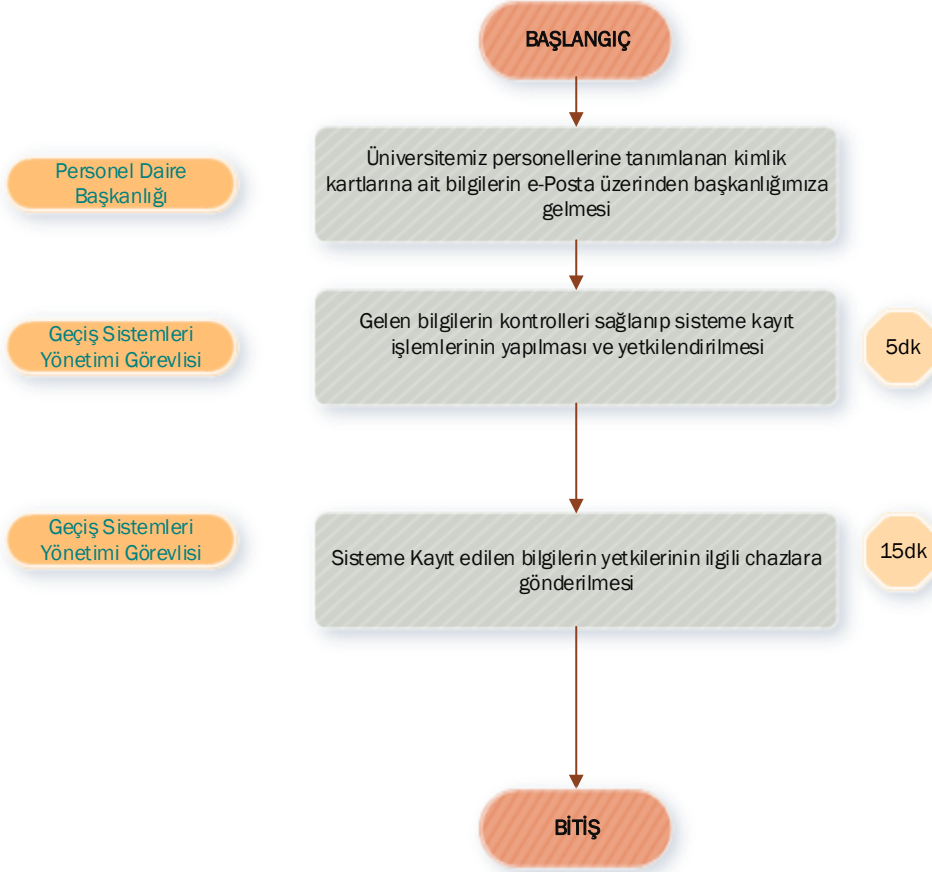 BAŞLANGIÇ
Personel Daire
Başkanlığı
Üniversitemiz personellerine tanımlanan kimlik
kartlarına ait bilgilerin e-Posta üzerinden başkanlığımıza
gelmesi
Geçiş Sistemleri
Yönetimi Görevlisi
Gelen bilgilerin kontrolleri sağlanıp sisteme kayıt
işlemlerinin yapılması ve yetkilendirilmesi
5dk
Geçiş Sistemleri
Yönetimi Görevlisi
Sisteme Kayıt edilen bilgilerin yetkilerinin ilgili chazlara
gönderilmesi
15dk
BİTİŞ